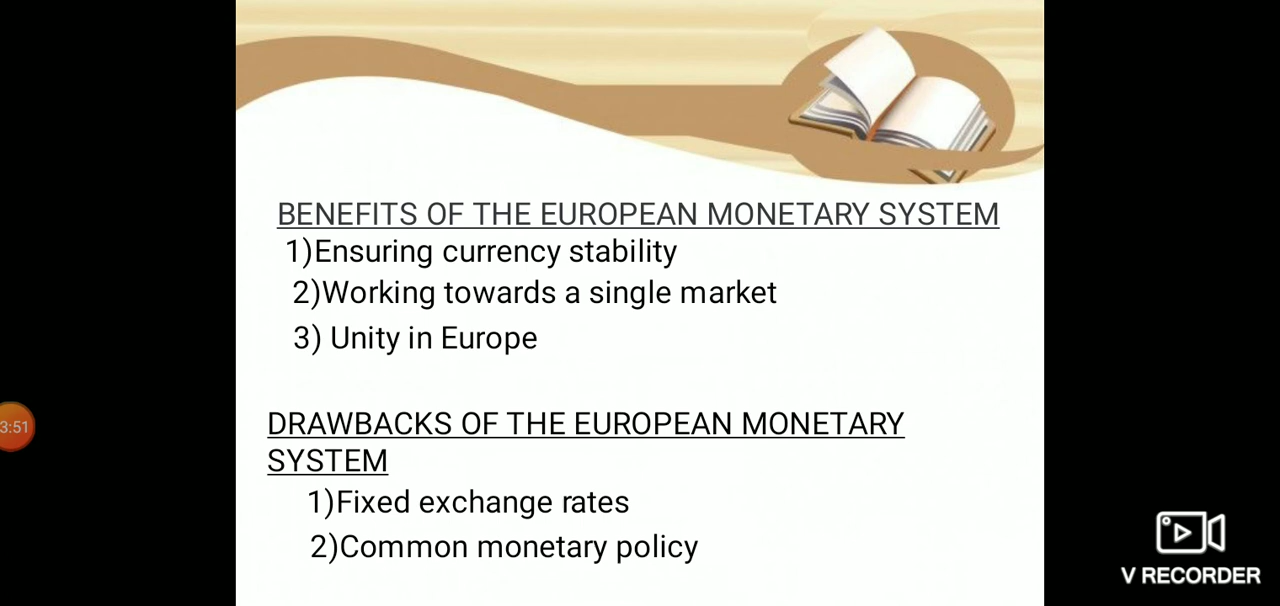 BENEFITS OF THE EUROPEAN MONETARY SYSTEM
1)Ensuring currency stability
2)Working towards a single market
3) Unity in Europe
DRAWBACKS OF THE EUROPEAN MONETARY
SYSTEM
1)Fixed exchange rates
2)Common monetary policy
3:51
V RECORDER